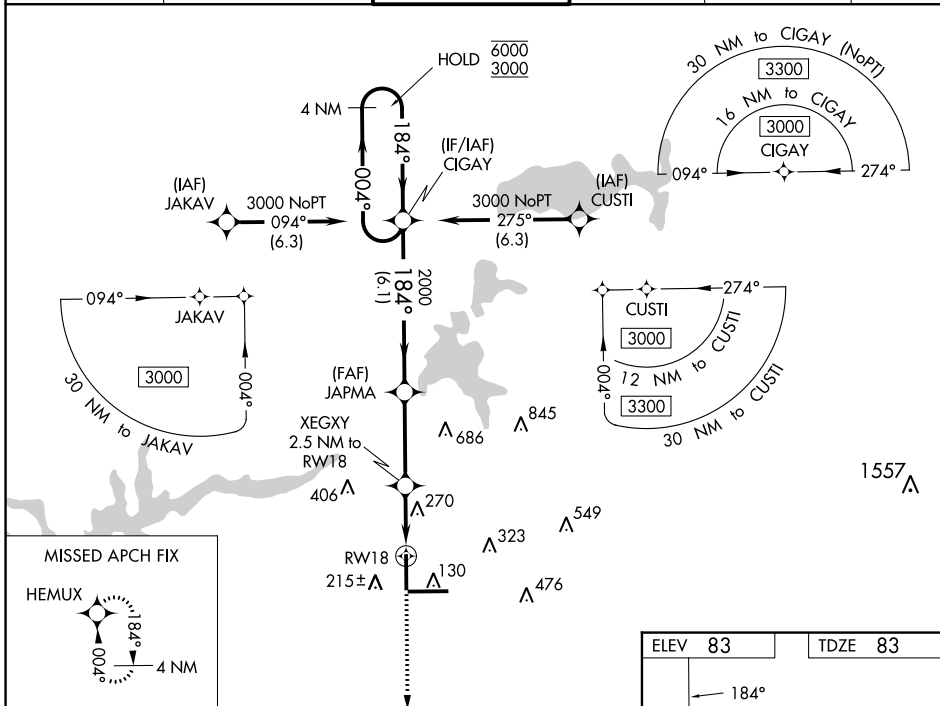 HOLD 6000
3000
4 NM
184°
004°
(IF/IAF)
CIGAY
(IAF)
JAKAV
3000 NoPT
094°
(6.3)
(IAF)
CUSTI
3000 NoPT
275°
(6.3)
30 NM to CIGAY (NoPT)
3300
16 NM to CIGAY
3000
CIGAY
094°
274°
2000
184°
(6.1)
094°
JAKAV
3000
004°
30 NM to JAKAV
274°
CUSTI
3000
004°
12 NM to CUSTI
3300
30 NM to CUSTI
(FAF)
JAPMA
XEGXY
2.5 NM to
RW18
686
845
406
270
1557
549
323
RW18
215±
130
476
MISSED APCH FIX
HEMUX
184°
004°
4 NM
ELEV 83
TDZE 83
184°